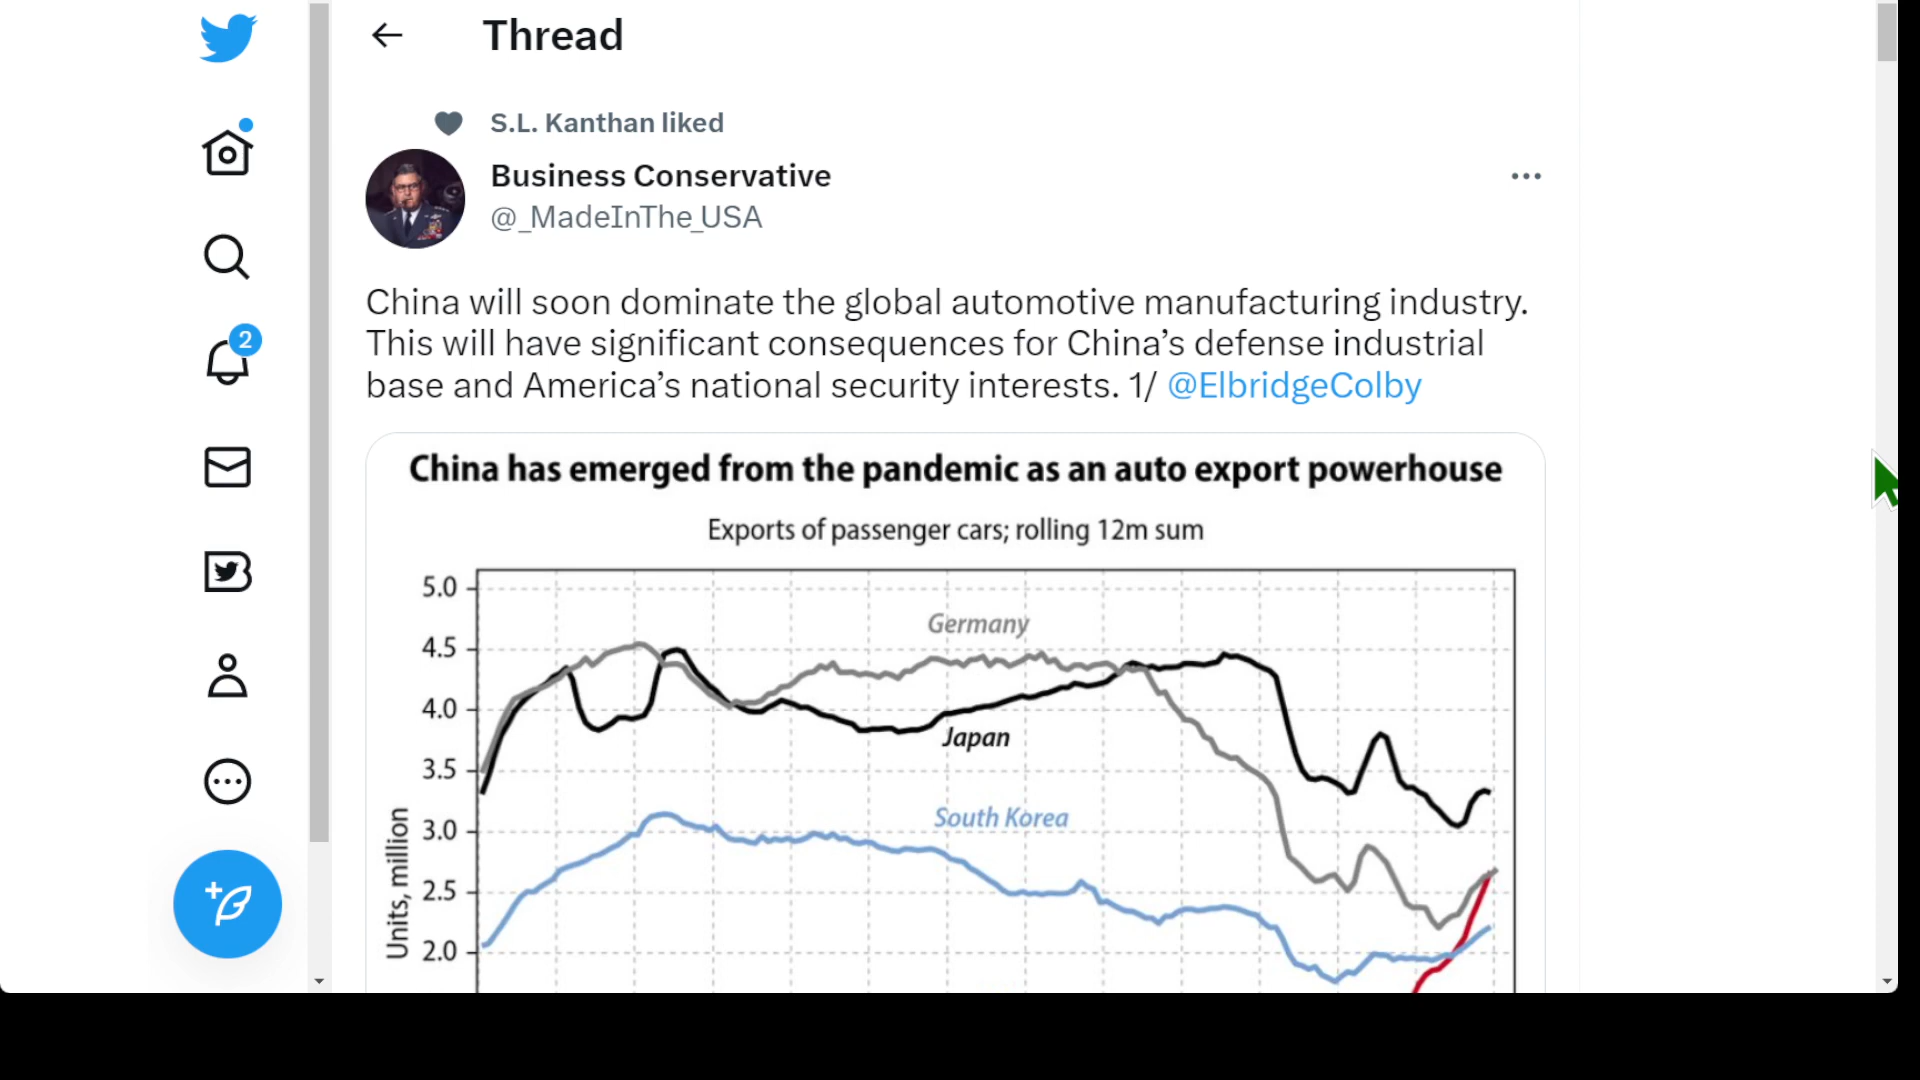 Thread
S.L. Kanthan liked
Business Conservative
@_MadeInThe_USA
2
China will soon dominate the global automotive manufacturing industry.
This will have significant consequences for China’s defense industrial
base and America’s national security interests. 1/ @ElbridgeColby
China has emerged from the pandemic as an auto export powerhouse
Exports of passenger cars; rolling 12m sum
Units, million
5.0
4.5
4.0
3.5
3.0
2.5
2.0
Germany
Japan
South Korea